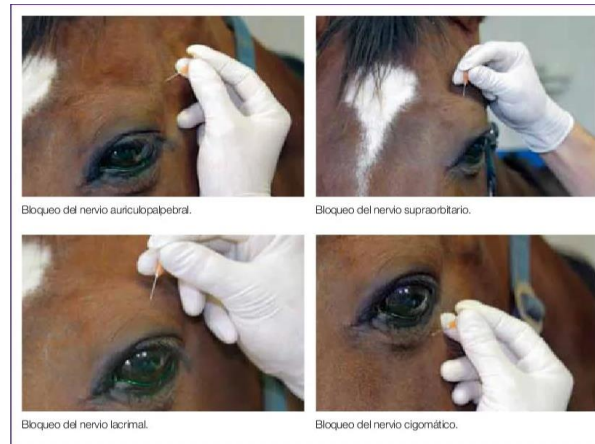 Bloqueo del nervio auriculopalpebral.
Bloqueo del nervio supraorbitario.
Bloqueo del nervio lacrimal.
Bloqueo del nervio cigomático.